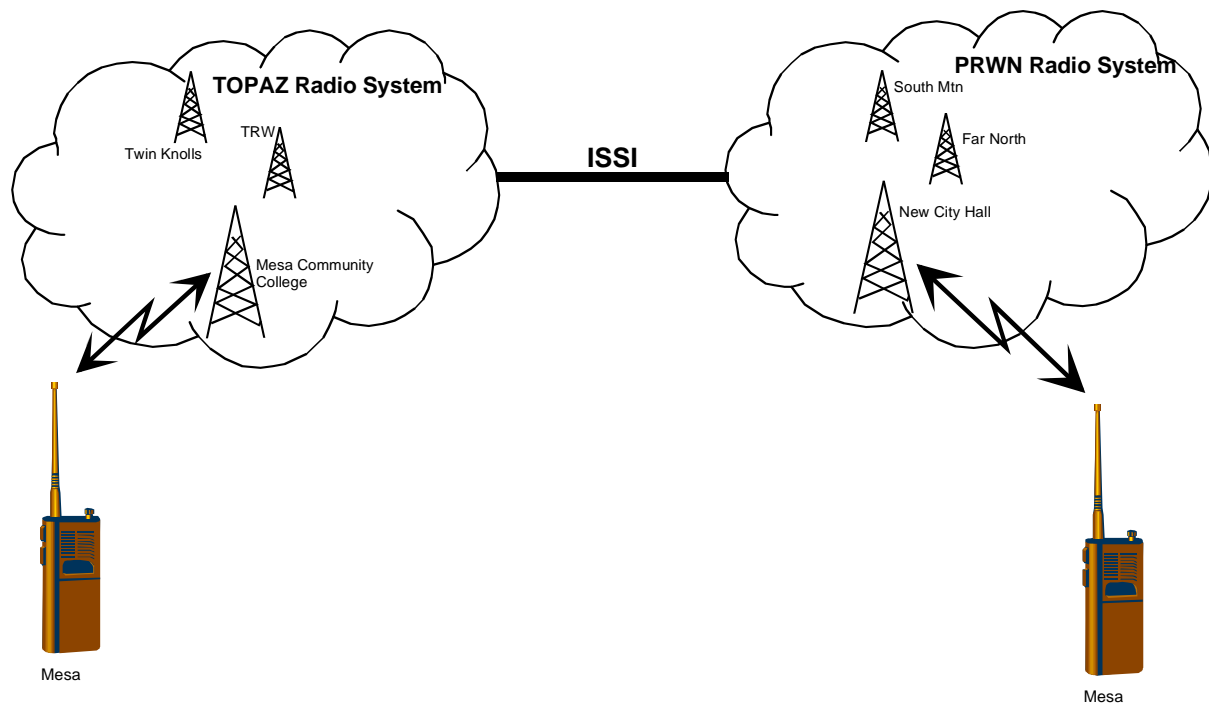 TOPAZ Radio System
Twin Knolls
TRW
Mesa Community
College
ISSI
PRWN Radio System
South Mtn
Far North
New City Hall
Mesa
Mesa